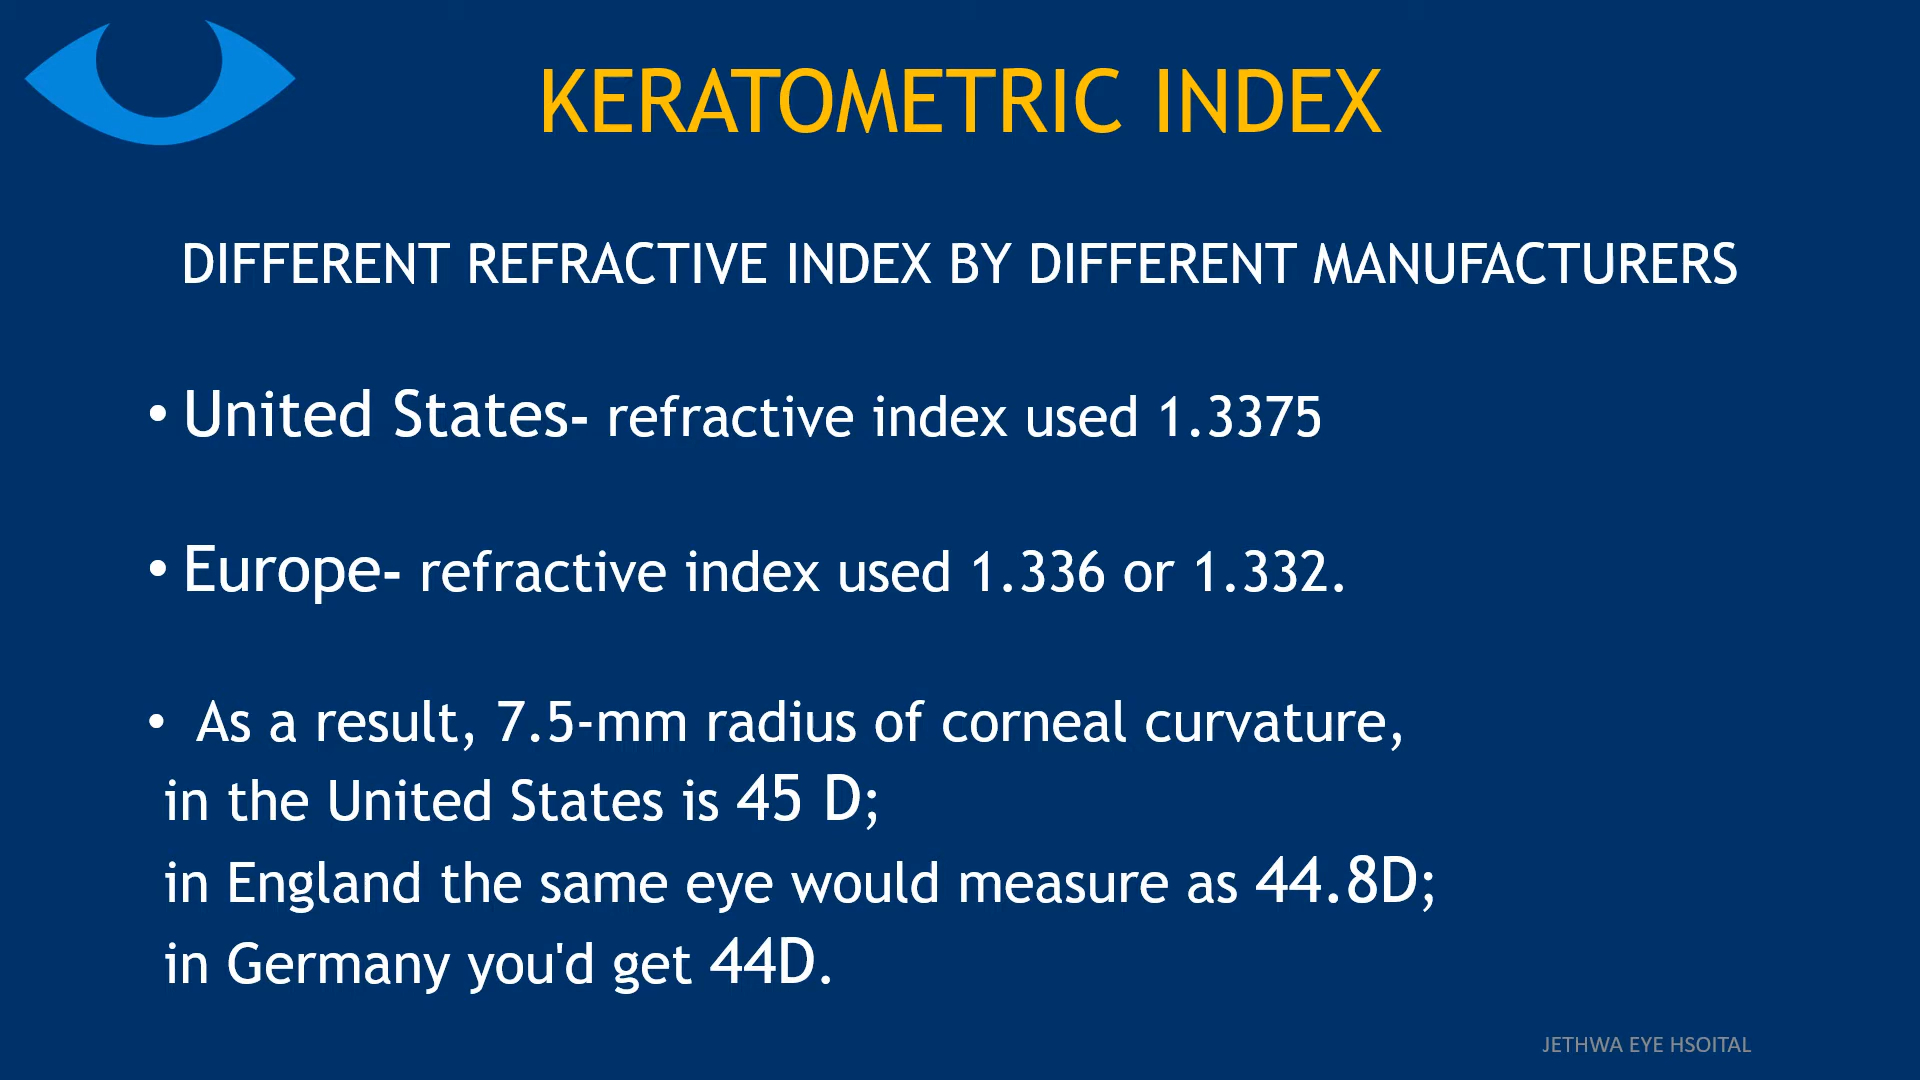 KERATOMETRIC INDEX
DIFFERENT REFRACTIVE INDEX BY DIFFERENT MANUFACTURERS
• United States- refractive index used 1.3375
• Europe- refractive index used 1.336 or 1.332.
• As a result, 7.5-mm radius of corneal curvature,
in the United States is 45 D;
in England the same eye would measure as 44.8D;
in Germany you'd get 44D.
JETHWA EYE HSOITAL